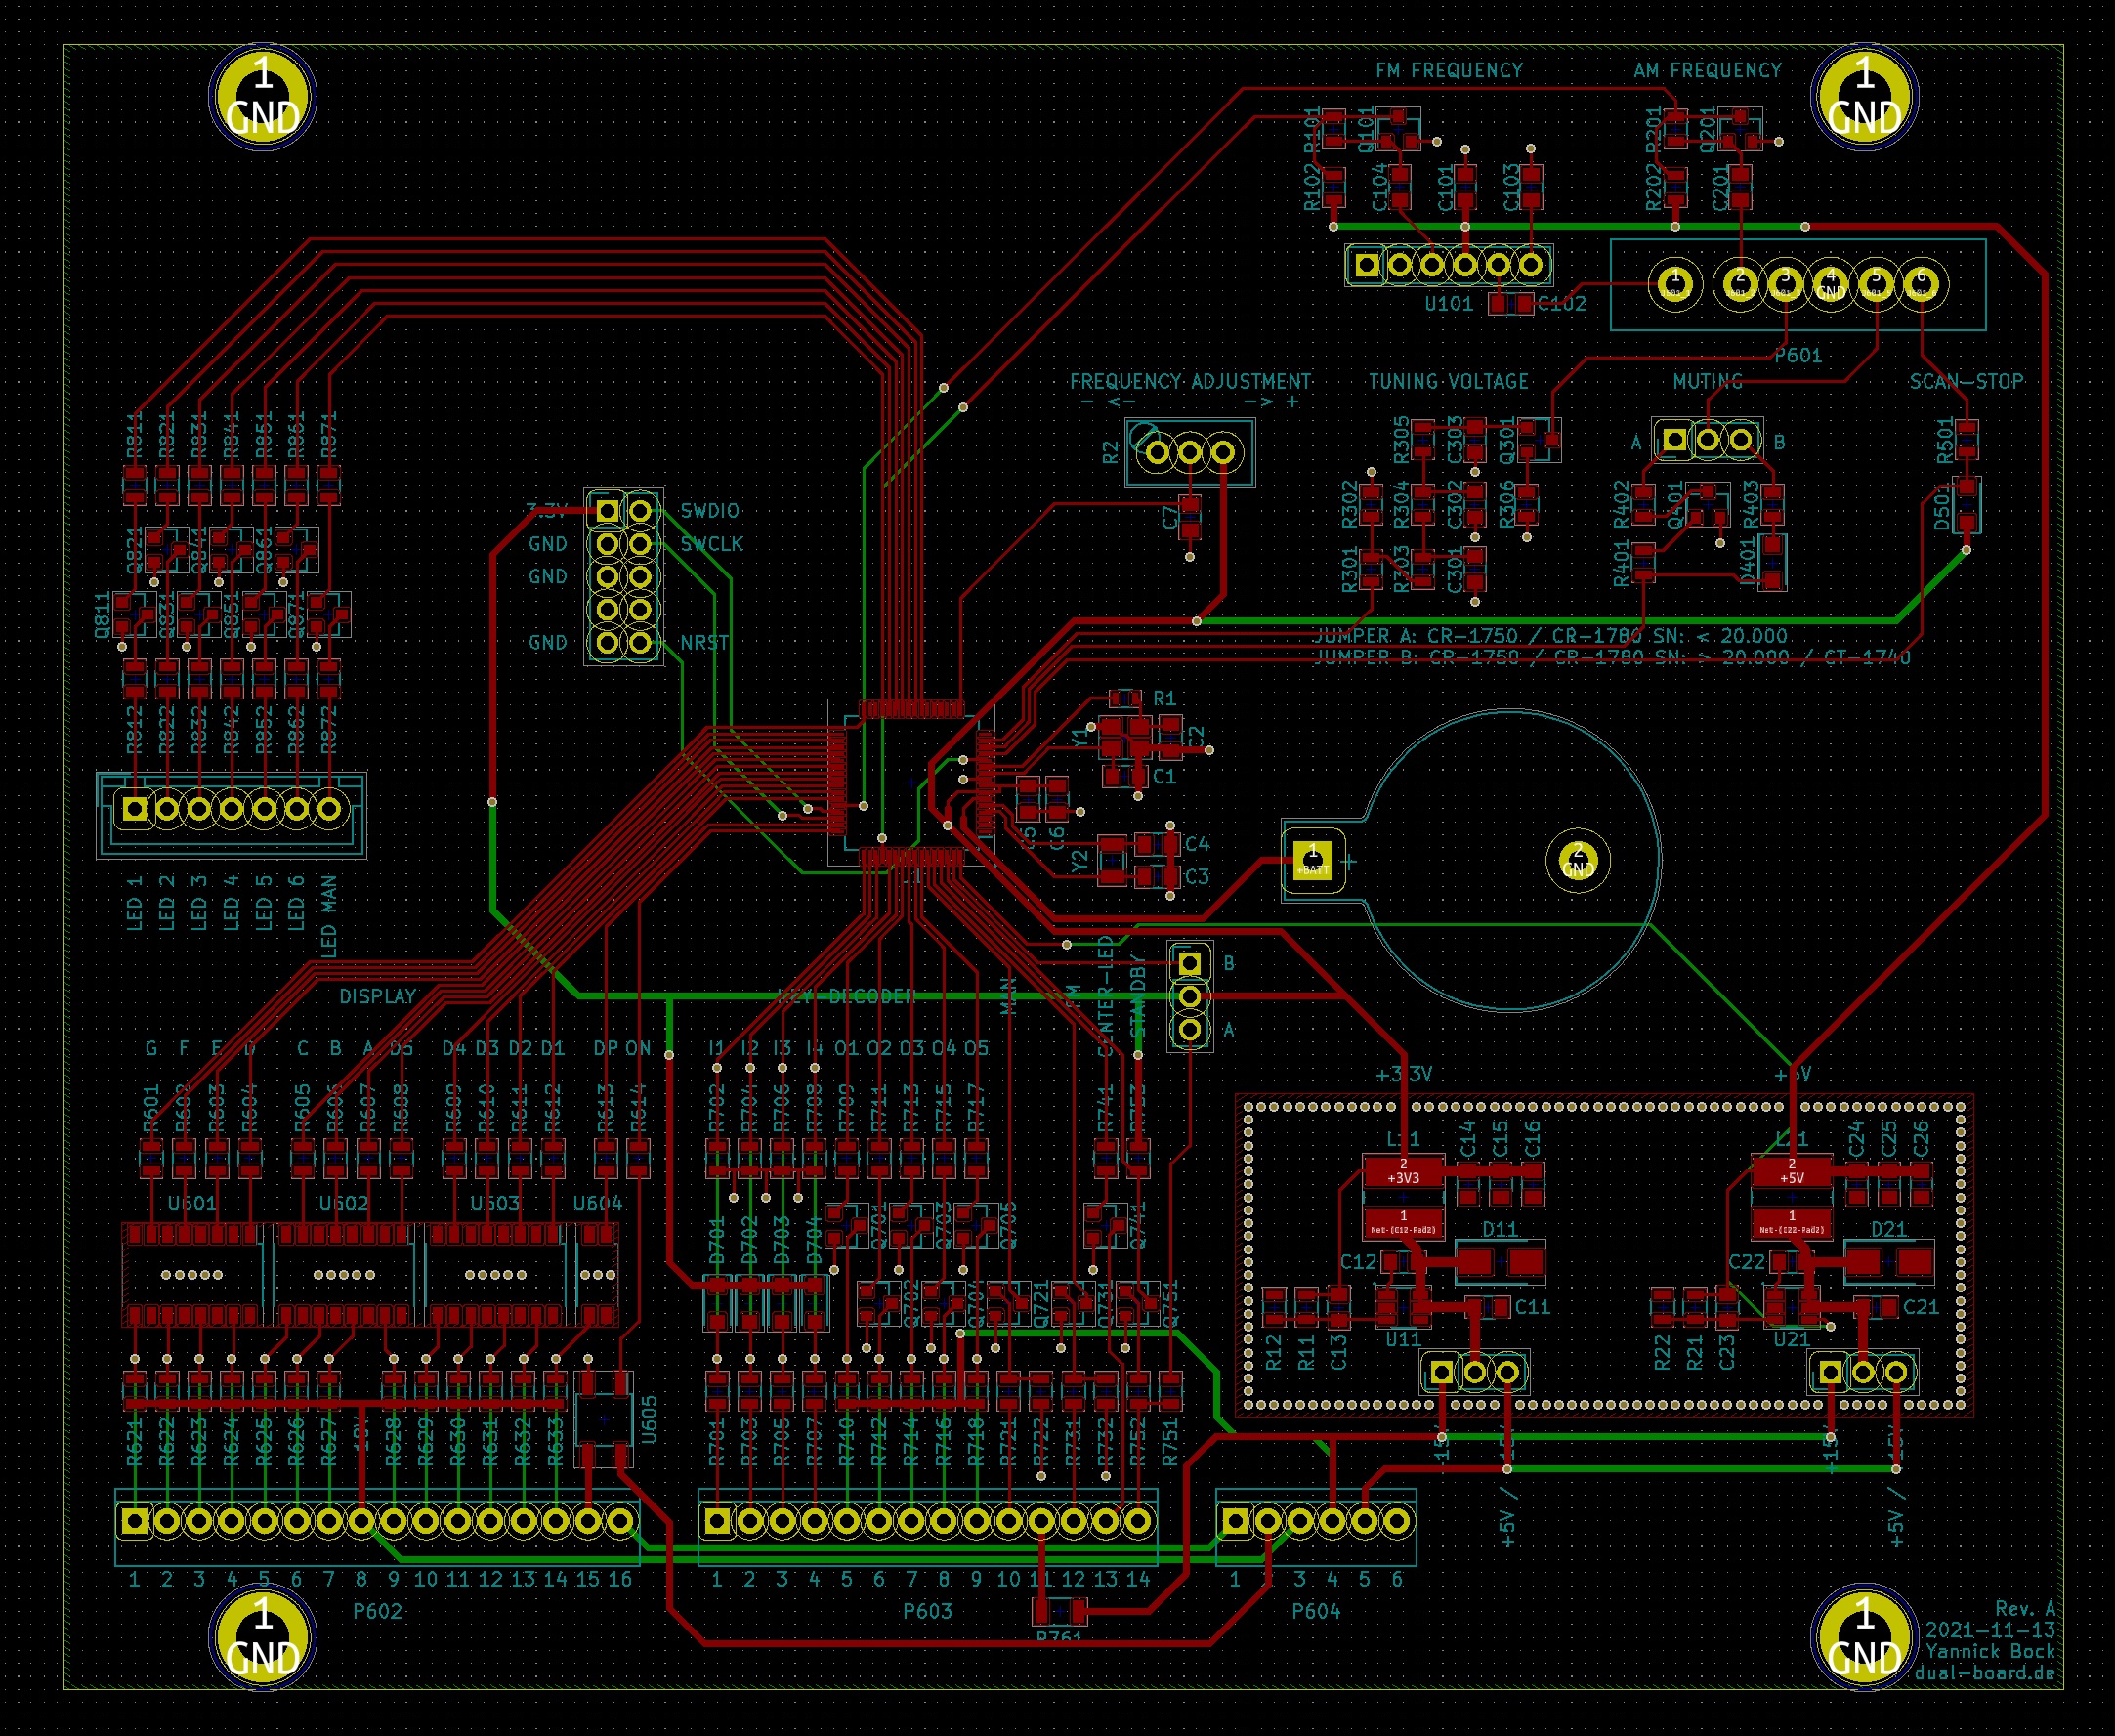 1
GND
1
GND
FM FREQUENCY
AM FREQUENCY
R101
Q101
R201
Q201
R102
C104
C101
C103
R202
C201
1
2
3
4
GND
5
6
U101
C102
P601
FREQUENCY ADJUSTMENT
- <-
-> +
TUNING VOLTAGE
MUTING
SCAN-STOP
R811
R821
R831
R841
R851
R861
R871
R2
R305
C303
Q301
A
B
R501
3.3V
SWDIO
GND
SWCLK
GND
GND
NRST
C7
R302
R304
C302
R306
R402
Q401
R403
D501
Q821
Q841
Q861
R301
R303
C301
R401
D401
Q811
Q831
Q851
Q871
JUMPER A: CR-1750 / CR-1780 SN: < 20.000
JUMPER B: CR-1750 / CR-1780 SN: > 20.000 / CT-1740
R812
R822
R832
R842
R852
R862
R872
R1
Y1
C2
C1
C5
C6
Y2
C4
C3
1
+BATT
+
2
GND
LED 1
LED 2
LED 3
LED 4
LED 5
LED 6
LED MAN
DISPLAY
KEY-DECODER
MAN
FM
CENTER-LED
STANDBY
B
A
G
F
E
D
C
B
A
D5
D4
D3
D2
D1
DP
ON
I1
I2
I3
I4
O1
O2
O3
O4
O5
+3.3V
+5V
R601
R602
R603
R604
R605
R606
R607
R608
R609
R610
R611
R612
R613
R614
R702
R704
R706
R708
R709
R711
R713
R715
R717
R741
R753
L11
C14
C15
C16
L21
C24
C25
C26
2
+3V3
1
Net-(C12-Pad2)
2
+5V
1
Net-(C22-Pad2)
U601
U602
U603
U604
D701
D702
D703
D704
Q701
Q703
Q705
Q741
D11
D21
C12
C22
Q702
Q704
Q721
Q731
Q751
C11
C21
R12
R11
C13
U11
R22
R21
C23
U21
R621
R622
R623
R624
R625
R626
R627
R628
R629
R630
R631
R632
R633
U605
R701
R703
R705
R707
R710
R712
R714
R716
R718
R721
R722
R731
R732
R752
R751
+5V /
+5V /
1 2 3 4 5 6 7 8 9 10 11 12 13 14 15 16
P602
1 2 3 4 5 6 7 8 9 10 11 12 13 14
P603
1 2 3 4 5 6
P604
R761
1
GND
1
GND
Rev. A
2021-11-13
Yannick Bock
dual-board.de